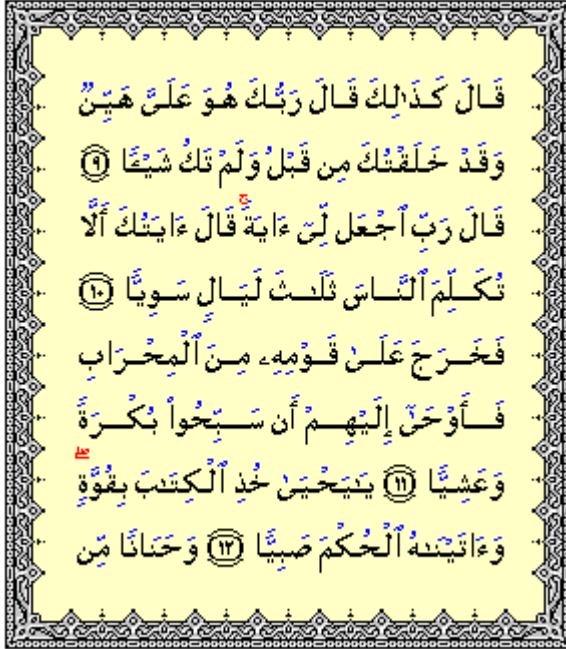 قَالَ كَذَٰلِكَ قَالَ رَبُّكَ هُوَ عَلَىَّ هَيِّنٌ
وَقَدْ خَلَقْتُكَ مِن قَبْلُ وَلَمْ تَكُ شَيْـًٔا ﴿٩﴾
قَالَ رَبِّ ٱجْعَل لِّىٓ ءَايَةً ۚ قَالَ ءَايَتُكَ أَلَّا
تُكَلِّمَ ٱلنَّاسَ ثَلَـٰثَ لَيَالٍ سَوِيًّا ﴿١٠﴾
فَخَرَجَ عَلَىٰ قَوْمِهِۦ مِنَ ٱلْمِحْرَابِ
فَأَوْحَىٰٓ إِلَيْهِمْ أَن سَبِّحُوا۟ بُكْرَةً
وَعَشِيًّا ﴿١١﴾ يَـٰيَحْيَىٰ خُذِ ٱلْكِتَـٰبَ بِقُوَّةٍ ۖ
وَءَاتَيْنَـٰهُ ٱلْحُكْمَ صَبِيًّا ﴿١٢﴾ وَحَنَانًا مِّن